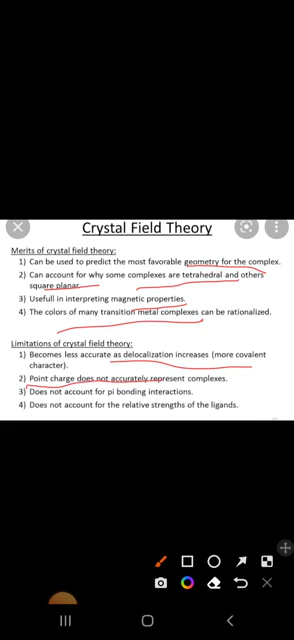 Crystal Field Theory
Merits of crystal field theory:
1) Can be used to predict the most favorable geometry for the complex.
2) Can account for why some complexes are tetrahedral and others
square planar.
3) Usefull in interpreting magnetic properties.
4) The colors of many transition metal complexes can be rationalized.
Limitations of crystal field theory:
1) Becomes less accurate as delocalization increases (more covalent
character).
2) Point charge does not accurately represent complexes.
3) Does not account for pi bonding interactions.
4) Does not account for the relative strengths of the ligands.